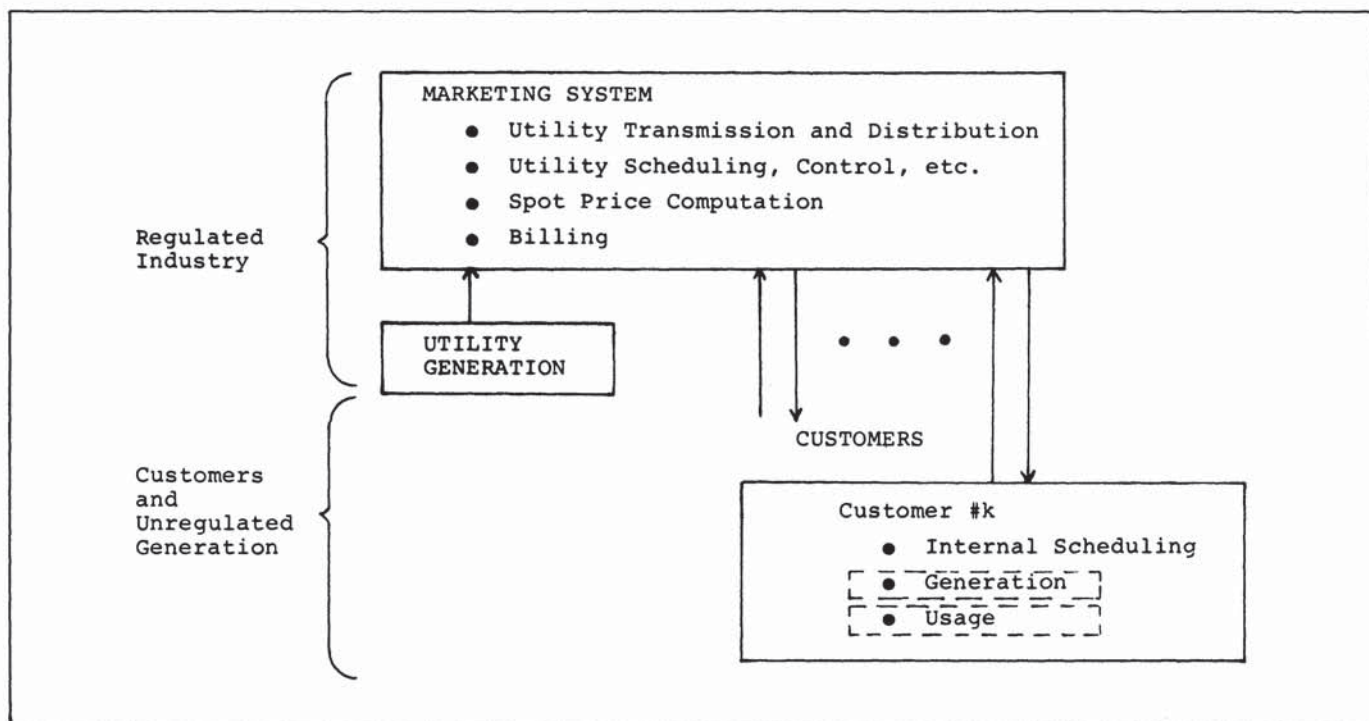 MARKETING SYSTEM
● Utility Transmission and Distribution
● Utility Scheduling, Control, etc.
● Spot Price Computation
● Billing
Regulated
Industry
UTILITY
GENERATION
● ● ●
CUSTOMERS
Customers
and
Unregulated
Generation
Customer #k
● Internal Scheduling
● Generation
● Usage